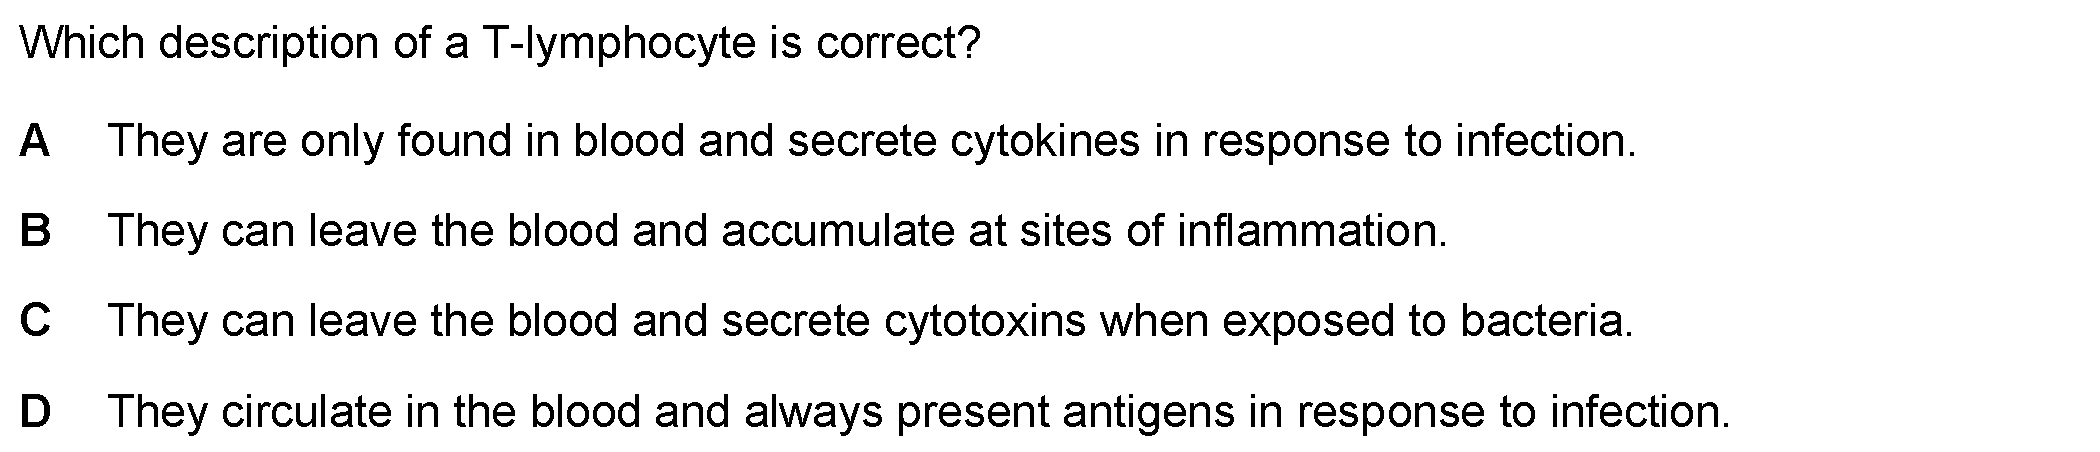 Which description of a T-lymphocyte is correct?
A They are only found in blood and secrete cytokines in response to infection.
B They can leave the blood and accumulate at sites of inflammation.
C They can leave the blood and secrete cytotoxins when exposed to bacteria.
D They circulate in the blood and always present antigens in response to infection.